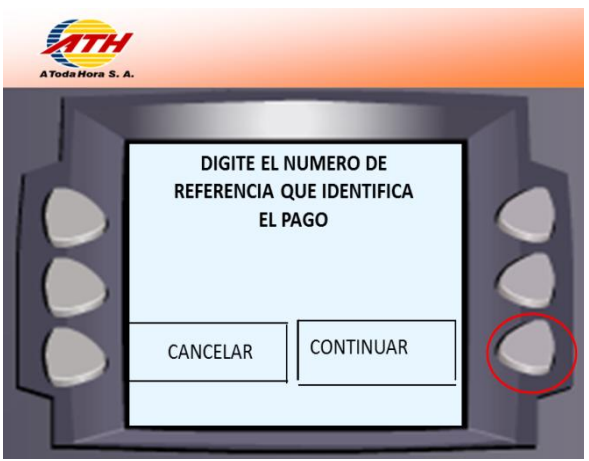 ATH
A Toda Hora S. A.
DIGITE EL NUMERO DE
REFERENCIA QUE IDENTIFICA
EL PAGO
CANCELAR
CONTINUAR